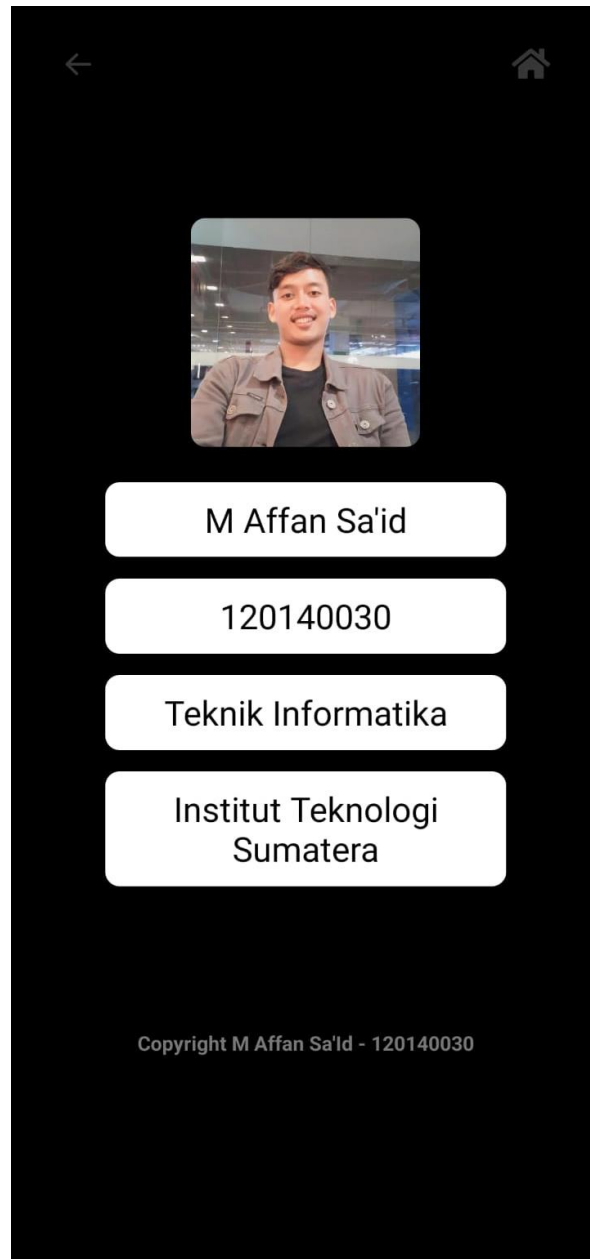 M Affan Sa'id
120140030
Teknik Informatika
Institut Teknologi
Sumatera
Copyright M Affan Sa'Id - 120140030